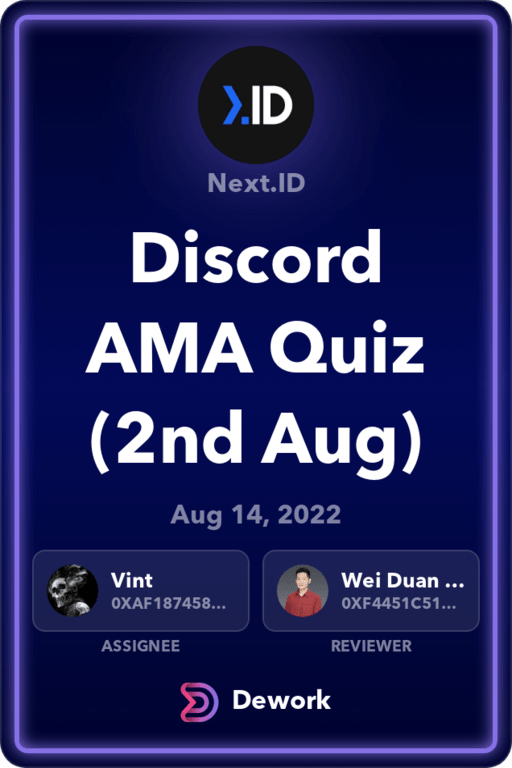 .ID
Next.ID
Discord
AMA Quiz
(2nd Aug)
Aug 14, 2022
Vint
0XAF187458...
Wei Duan ...
0XF4451C51...
ASSIGNEE
REVIEWER
Dework